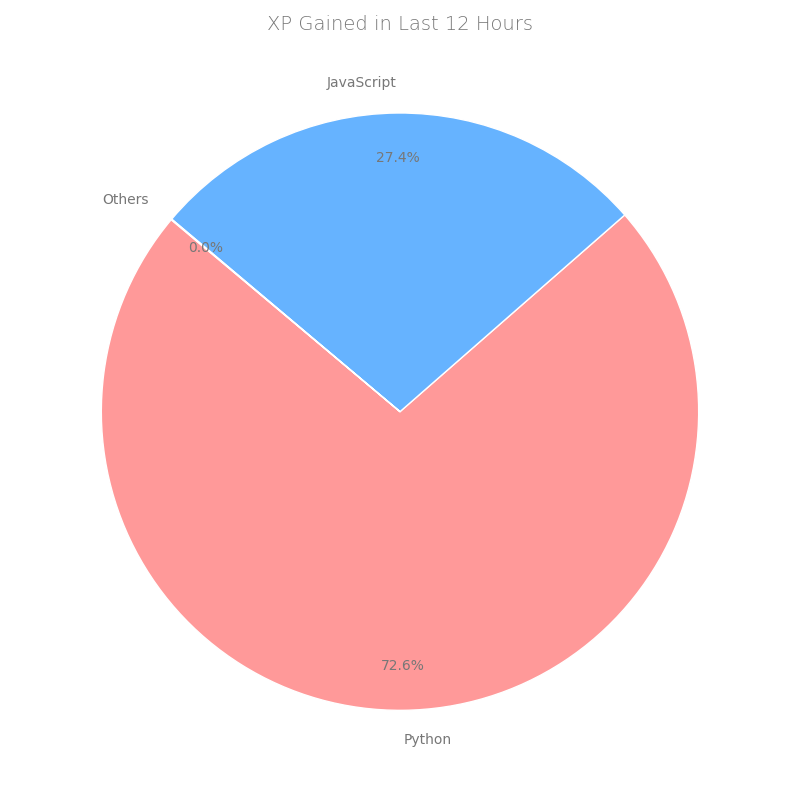 XP Gained in Last 12 Hours
JavaScript
27.4%
Others
0.0%
72.6%
Python